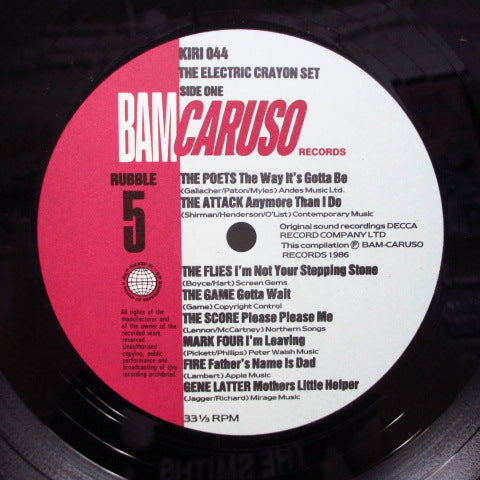 KIRI 044
THE ELECTRIC CRAYON SET
SIDE ONE
BAM CARUSO
RECORDS
RUBBLE
5
THE POETS The Way It's Gotta Be
(Gallacher/Paton/Myles) Andes Music Ltd.
THE ATTACK Anymore Than I Do
(Shirman/Henderson/O'List) Contemporary Music
Original sound recordings DECCA
RECORD COMPANY LTD
This compilation Ⓟ BAM-CARUSO
RECORDS 1986
THE FLIES I'm Not Your Stepping Stone
(Boyce/Hart) Screen Gems
THE GAME Gotta Wait
(Game) Copyright Control
THE SCORE Please Please Me
(Lennon/McCartney) Northern Songs
MARK FOUR I'm Leaving
(Pickett/Phillips) Peter Walsh Music
FIRE Father's Name Is Dad
(Lambert) Apple Music
GENE LATTER Mothers Little Helper
(Jagger/Richard) Mirage Music
33⅓ RPM
All rights of the
manufacturer and
of the owner of the
recorded work
reserved.
Unauthorised
copying, public
performance and
broadcasting of this
recording prohibited.
THE SMITHS